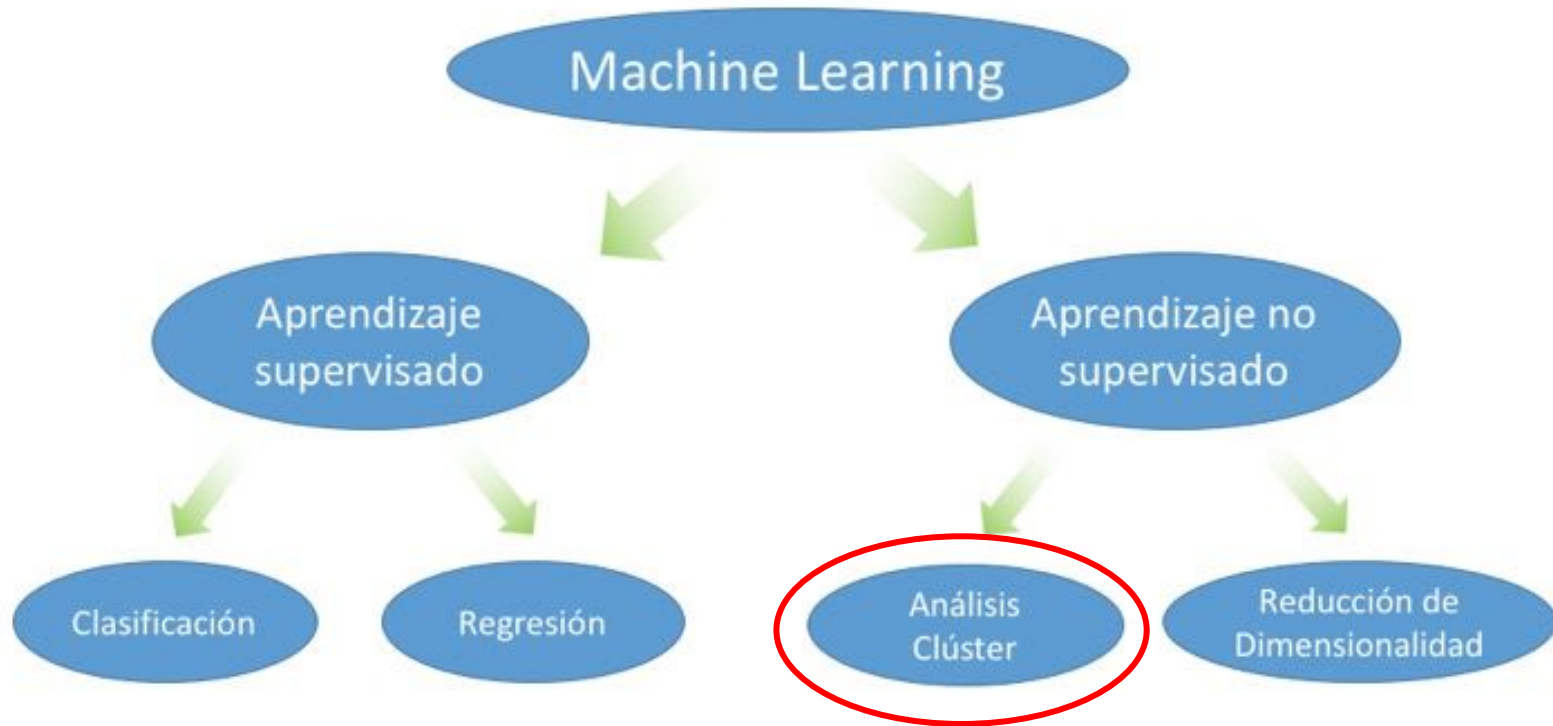 Machine Learning
Aprendizaje
supervisado
Aprendizaje no
supervisado
Clasificación
Regresión
Análisis
Clúster
Reducción de
Dimensionalidad